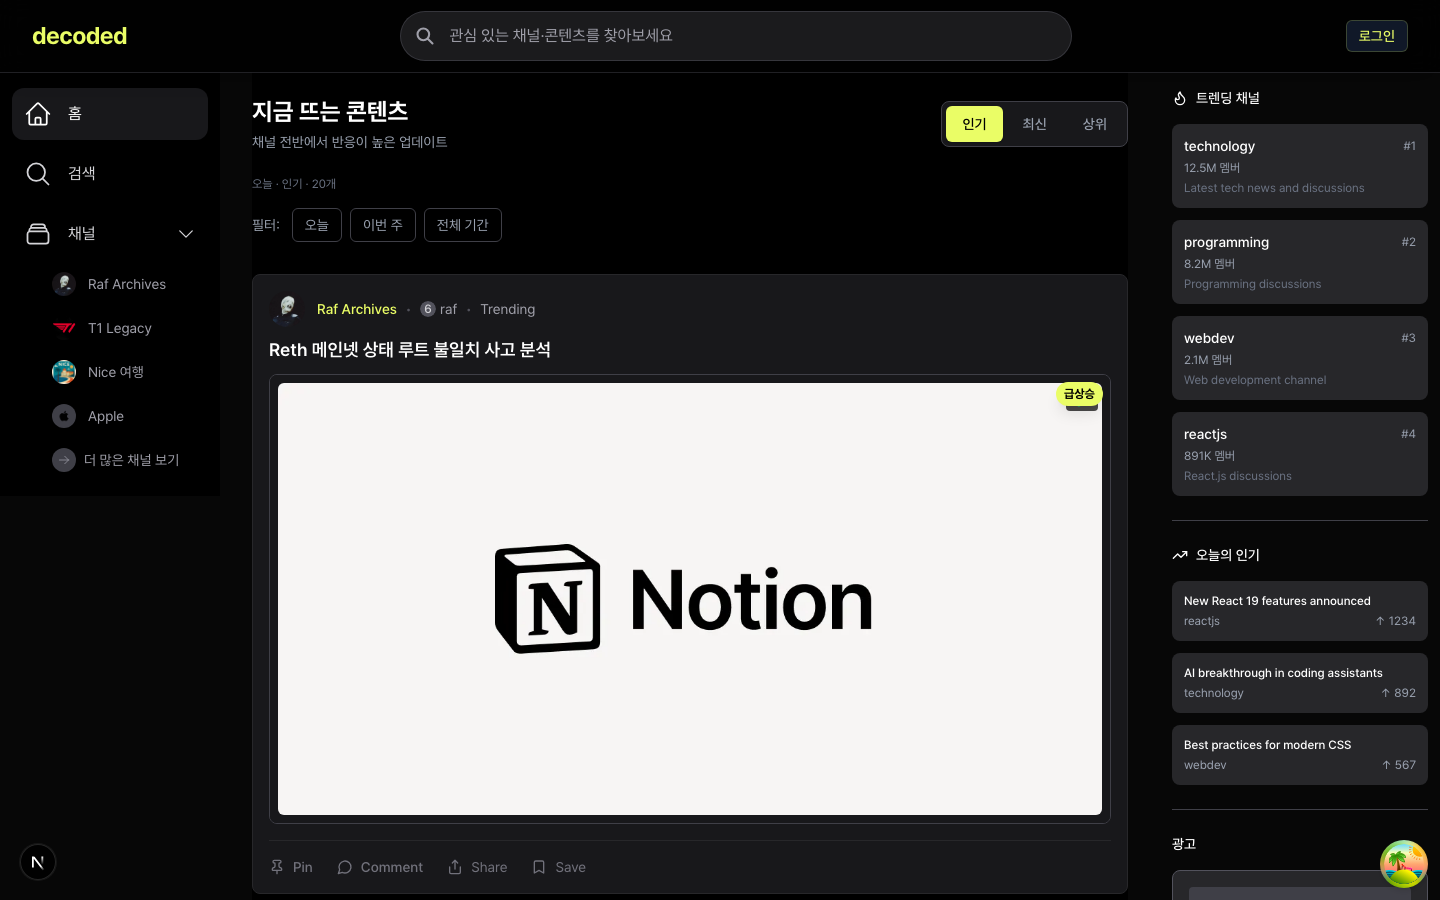 decoded
관심 있는 채널·콘텐츠를 찾아보세요
로그인
홈
검색
채널
Raf Archives
T1 Legacy
Nice 여행
Apple
더 많은 채널 보기
지금 뜨는 콘텐츠
채널 전반에서 반응이 높은 업데이트
인기
최신
상위
오늘 · 인기 · 20개
필터:
오늘
이번 주
전체 기간
Raf Archives • 6 raf • Trending
Reth 메인넷 상태 루트 불일치 사고 분석
급상승
N Notion
Pin
Comment
Share
Save
트렌딩 채널
technology #1
12.5M 멤버
Latest tech news and discussions
programming #2
8.2M 멤버
Programming discussions
webdev #3
2.1M 멤버
Web development channel
reactjs #4
891K 멤버
React.js discussions
오늘의 인기
New React 19 features announced
reactjs ↑ 1234
AI breakthrough in coding assistants
technology ↑ 892
Best practices for modern CSS
webdev ↑ 567
광고
N